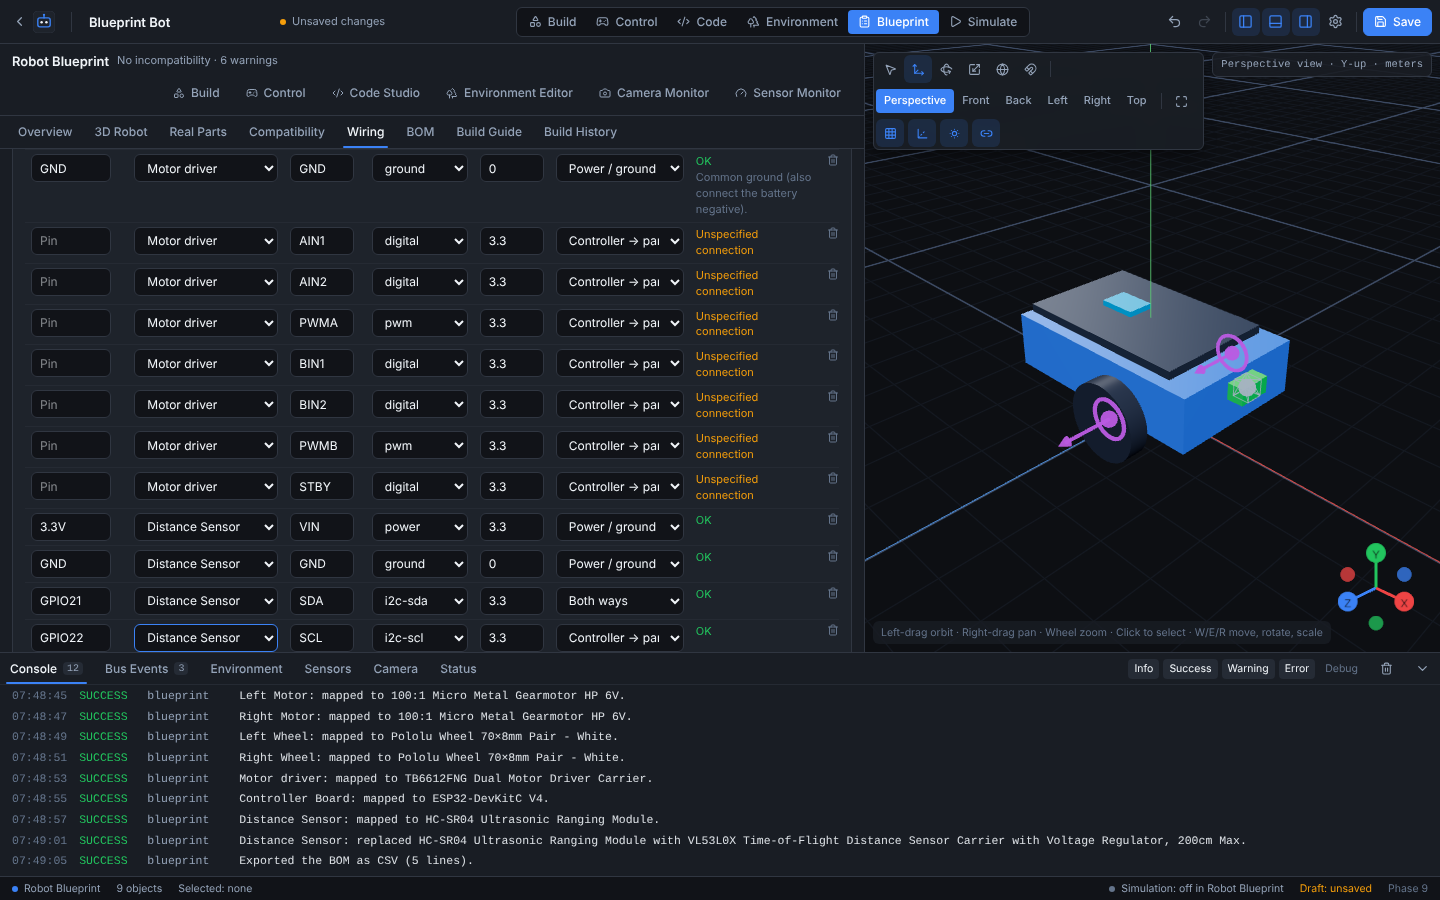 Blueprint Bot
Unsaved changes
Build
Control
Code
Environment
Blueprint
Simulate
Save
Robot Blueprint
No incompatibility · 6 warnings
Build
Control
Code Studio
Environment Editor
Camera Monitor
Sensor Monitor
Overview
3D Robot
Real Parts
Compatibility
Wiring
BOM
Build Guide
Build History
GND Motor driver GND ground 0 Power / ground OK
Common ground (also
connect the battery
negative).
Pin Motor driver AIN1 digital 3.3 Controller → par Unspecified
connection
Pin Motor driver AIN2 digital 3.3 Controller → par Unspecified
connection
Pin Motor driver PWMA pwm 3.3 Controller → par Unspecified
connection
Pin Motor driver BIN1 digital 3.3 Controller → par Unspecified
connection
Pin Motor driver BIN2 digital 3.3 Controller → par Unspecified
connection
Pin Motor driver PWMB pwm 3.3 Controller → par Unspecified
connection
Pin Motor driver STBY digital 3.3 Controller → par Unspecified
connection
3.3V Distance Sensor VIN power 3.3 Power / ground OK
GND Distance Sensor GND ground 0 Power / ground OK
GPIO21 Distance Sensor SDA i2c-sda 3.3 Both ways OK
GPIO22 Distance Sensor SCL i2c-scl 3.3 Controller → par OK
Perspective view · Y-up · meters
Perspective
Front
Back
Left
Right
Top
Y
Z
X
Left-drag orbit · Right-drag pan · Wheel zoom · Click to select · W/E/R move, rotate, scale
Console 12
Bus Events 3
Environment
Sensors
Camera
Status
Info
Success
Warning
Error
Debug
07:48:45 SUCCESS blueprint Left Motor: mapped to 100:1 Micro Metal Gearmotor HP 6V.
07:48:47 SUCCESS blueprint Right Motor: mapped to 100:1 Micro Metal Gearmotor HP 6V.
07:48:49 SUCCESS blueprint Left Wheel: mapped to Pololu Wheel 70×8mm Pair - White.
07:48:51 SUCCESS blueprint Right Wheel: mapped to Pololu Wheel 70×8mm Pair - White.
07:48:53 SUCCESS blueprint Motor driver: mapped to TB6612FNG Dual Motor Driver Carrier.
07:48:55 SUCCESS blueprint Controller Board: mapped to ESP32-DevKitC V4.
07:48:57 SUCCESS blueprint Distance Sensor: mapped to HC-SR04 Ultrasonic Ranging Module.
07:49:01 SUCCESS blueprint Distance Sensor: replaced HC-SR04 Ultrasonic Ranging Module with VL53L0X Time-of-Flight Distance Sensor Carrier with Voltage Regulator, 200cm Max.
07:49:05 SUCCESS blueprint Exported the BOM as CSV (5 lines).
Robot Blueprint
9 objects
Selected: none
Simulation: off in Robot Blueprint
Draft: unsaved
Phase 9